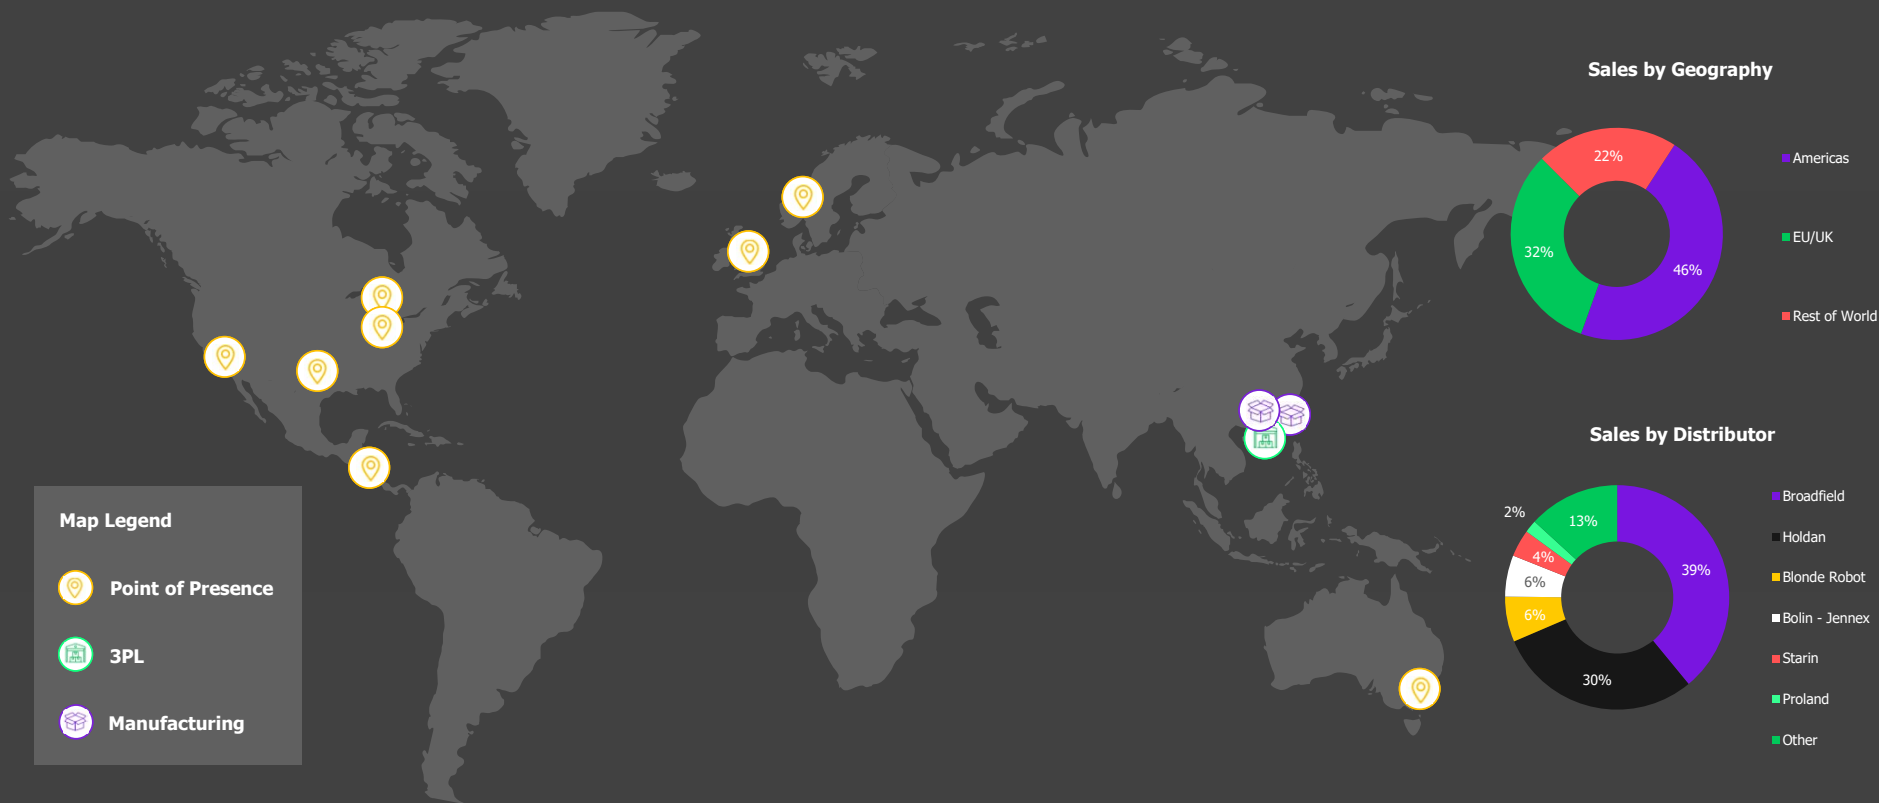 Sales by Geography
22%
32%
46%
Americas
EU/UK
Rest of World
Sales by Distributor
2%
13%
4%
6%
6%
39%
30%
Broadfield
Holdan
Blonde Robot
Bolin - Jennex
Starin
Proland
Other
Map Legend
Point of Presence
3PL
Manufacturing